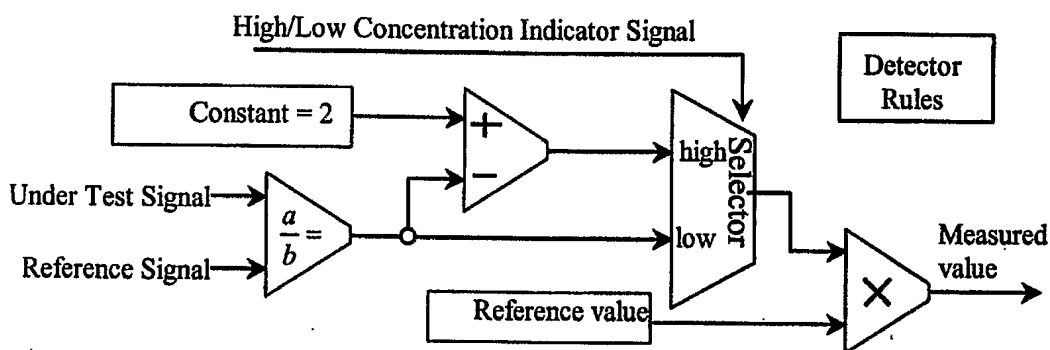 High/Low Concentration Indicator Signal
Detector
Rules
Constant = 2
+
−
high
Selector
low
Under Test Signal
Reference Signal
a
b =
Reference value
×
Measured
value